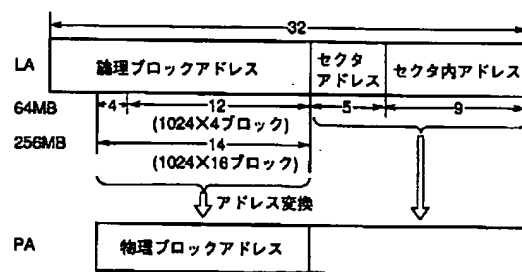 32
LA 論理ブロックアドレス セクタ アドレス セクタ内アドレス
64MB 4 12 5 9
(1024×4ブロック)
256MB 14
(1024×16ブロック)
アドレス変換
PA 物理ブロックアドレス